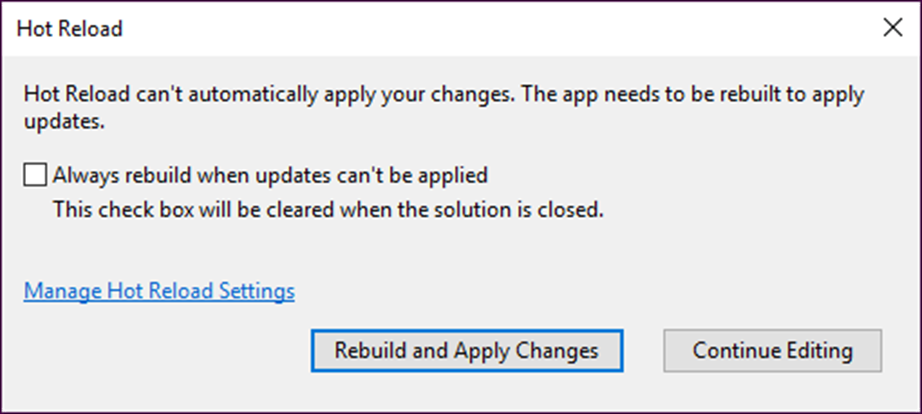 Hot Reload
Hot Reload can't automatically apply your changes. The app needs to be rebuilt to apply
updates.
Always rebuild when updates can't be applied
This check box will be cleared when the solution is closed.
Manage Hot Reload Settings
Rebuild and Apply Changes
Continue Editing